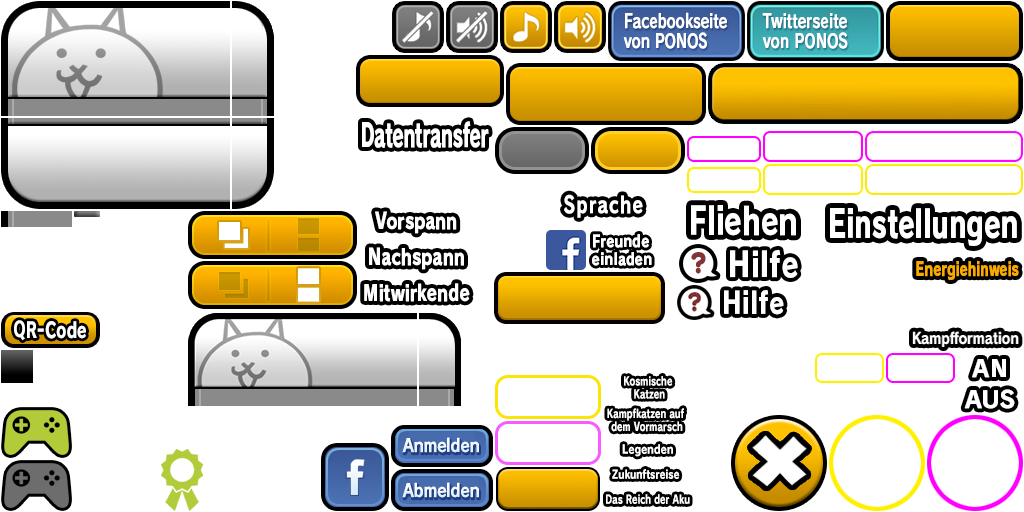 Facebookseite
von PONOS
Twitterseite
von PONOS
Datentransfer
Sprache
Fliehen
Einstellungen
Vorspann
Freunde
einladen
Nachspann
? Hilfe
Energiehinweis
Mitwirkende
? Hilfe
QR-Code
Kampfformation
AN
AUS
Kosmische
Katzen
Kampfkatzen auf
dem Vormarsch
Legenden
Zukunftsreise
Das Reich der Aku
f
Anmelden
Abmelden
f